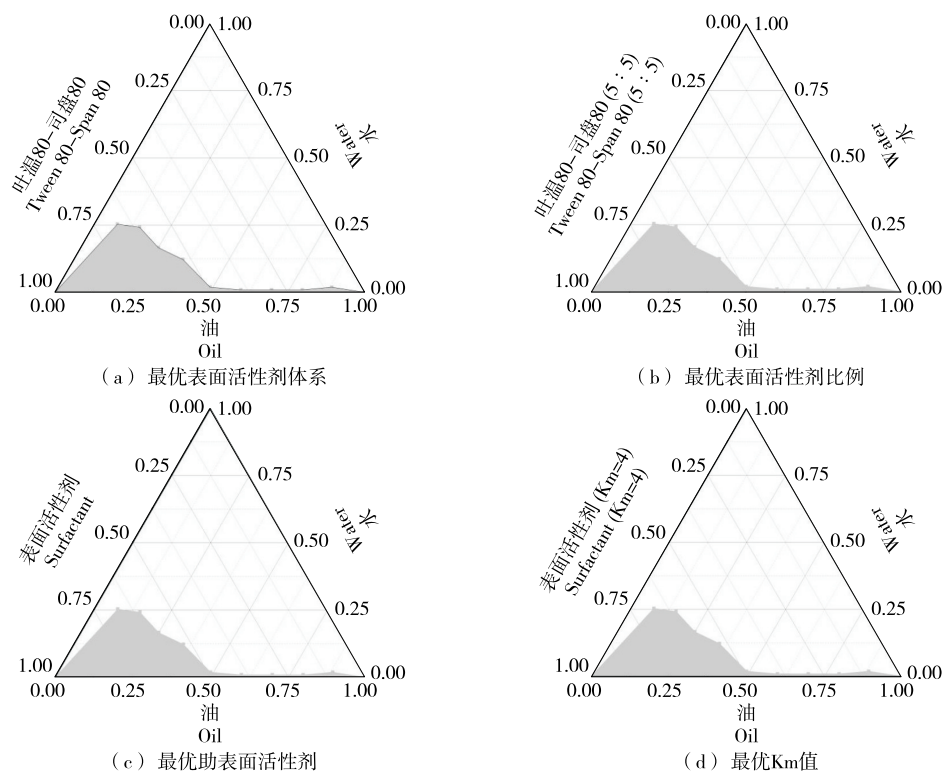 0.00 1.00
0.25 0.75
0.50 0.50
0.75 0.25
1.00 0.00
0.00 0.25 0.50 0.75 1.00
吐温80-司盘80
Tween 80-Span 80
水
Water
油
Oil
（a） 最优表面活性剂体系
0.00 1.00
0.25 0.75
0.50 0.50
0.75 0.25
1.00 0.00
0.00 0.25 0.50 0.75 1.00
吐温80-司盘80 (5：5)
Tween 80-Span 80 (5：5)
水
Water
油
Oil
（b） 最优表面活性剂比例
0.00 1.00
0.25 0.75
0.50 0.50
0.75 0.25
1.00 0.00
0.00 0.25 0.50 0.75 1.00
表面活性剂
Surfactant
水
Water
油
Oil
（c） 最优助表面活性剂
0.00 1.00
0.25 0.75
0.50 0.50
0.75 0.25
1.00 0.00
0.00 0.25 0.50 0.75 1.00
表面活性剂 (Km=4)
Surfactant (Km=4)
水
Water
油
Oil
（d） 最优Km值